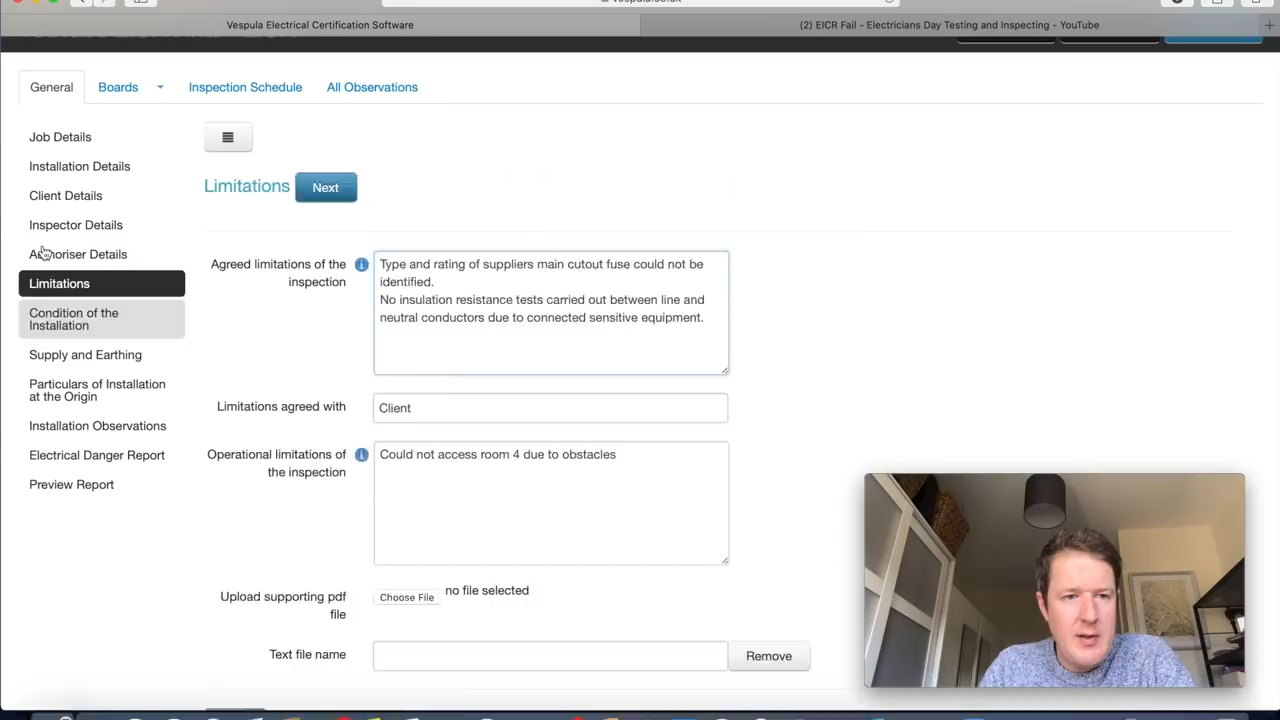 Vespula Electrical Certification Software
(2) EICR Fail - Electricians Day Testing and Inspecting - YouTube
General
Boards
Inspection Schedule
All Observations
Job Details
Installation Details
Client Details
Inspector Details
Authoriser Details
Limitations
Condition of the
Installation
Supply and Earthing
Particulars of Installation
at the Origin
Installation Observations
Electrical Danger Report
Preview Report
Limitations
Next
Agreed limitations of the
inspection
Type and rating of suppliers main cutout fuse could not be
identified.
No insulation resistance tests carried out between line and
neutral conductors due to connected sensitive equipment.
Limitations agreed with
Client
Operational limitations of
the inspection
Could not access room 4 due to obstacles
Upload supporting pdf
file
Choose File
no file selected
Text file name
Remove